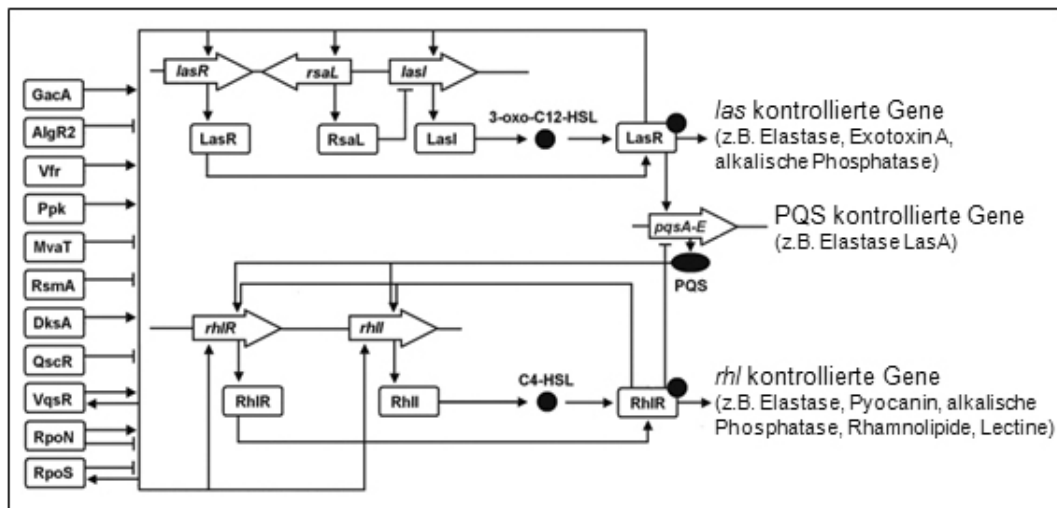 GacA
AlgR2
Vfr
Ppk
MvaT
RsmA
DksA
QscR
VqsR
RpoN
RpoS
lasR
rsaL
lasI
LasR
RsaL
LasI
3-oxo-C12-HSL
LasR
las kontrollierte Gene
(z.B. Elastase, Exotoxin A,
alkalische Phosphatase)
pqsA-E
PQS kontrollierte Gene
(z.B. Elastase LasA)
PQS
rhlR
rhlI
RhlR
RhlI
C4-HSL
RhlR
rhl kontrollierte Gene
(z.B. Elastase, Pyocanin, alkalische
Phosphatase, Rhamnolipide, Lectine)